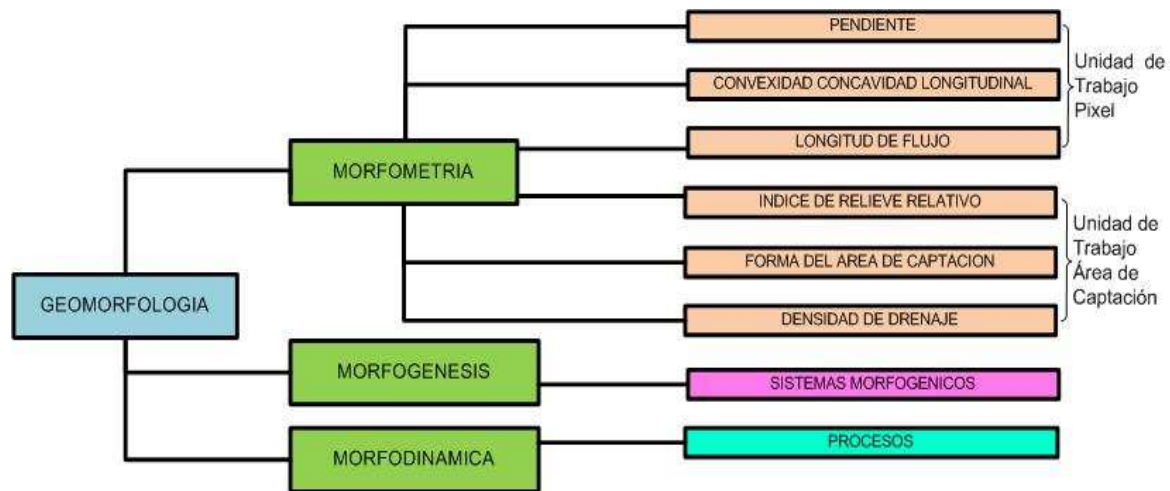 PENDIENTE
CONVEXIDAD CONCAVIDAD LONGITUDINAL
LONGITUD DE FLUJO
Unidad de
Trabajo
Pixel
MORFOMETRIA
INDICE DE RELIEVE RELATIVO
FORMA DEL AREA DE CAPTACION
DENSIDAD DE DRENAJE
Unidad de
Trabajo
Área de
Captación
GEOMORFOLOGIA
MORFOGENESIS
SISTEMAS MORFOGENICOS
MORFODINAMICA
PROCESOS